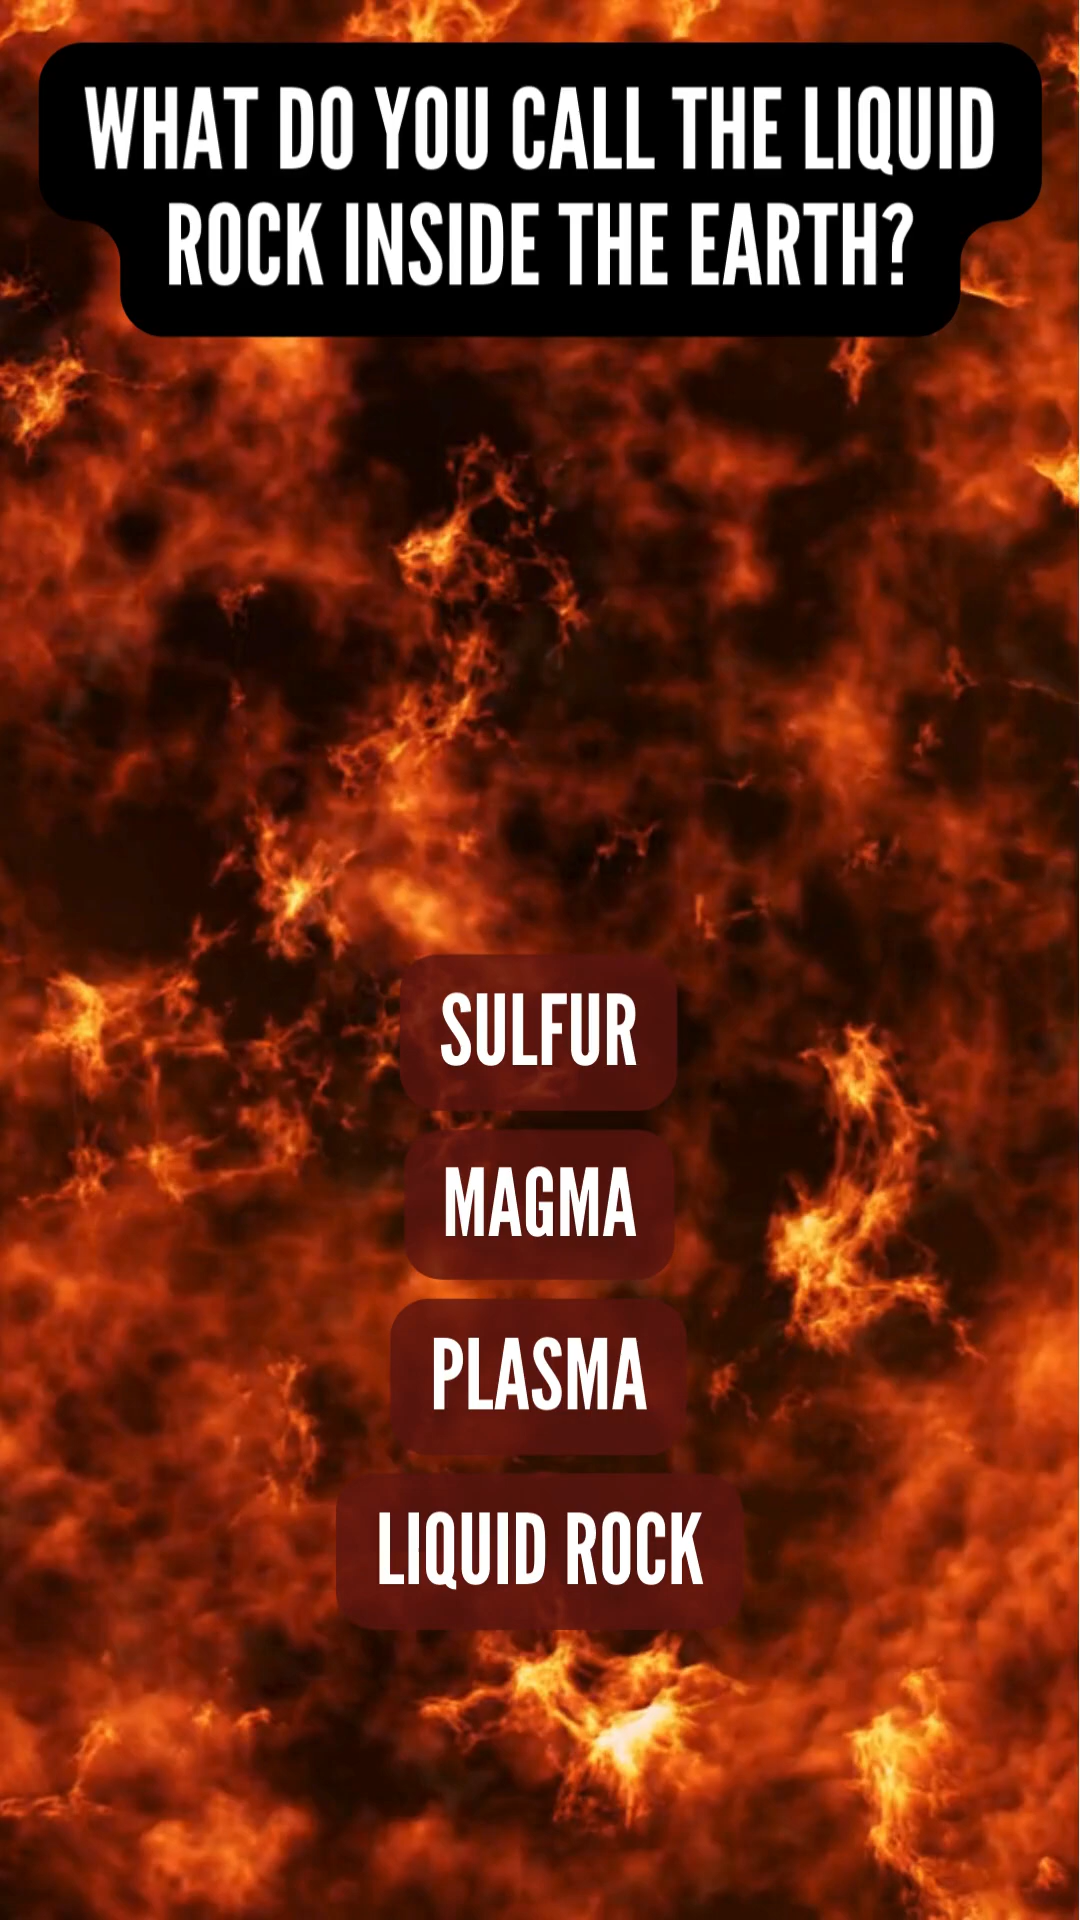 WHAT DO YOU CALL THE LIQUID
ROCK INSIDE THE EARTH?
SULFUR
MAGMA
PLASMA
LIQUID ROCK